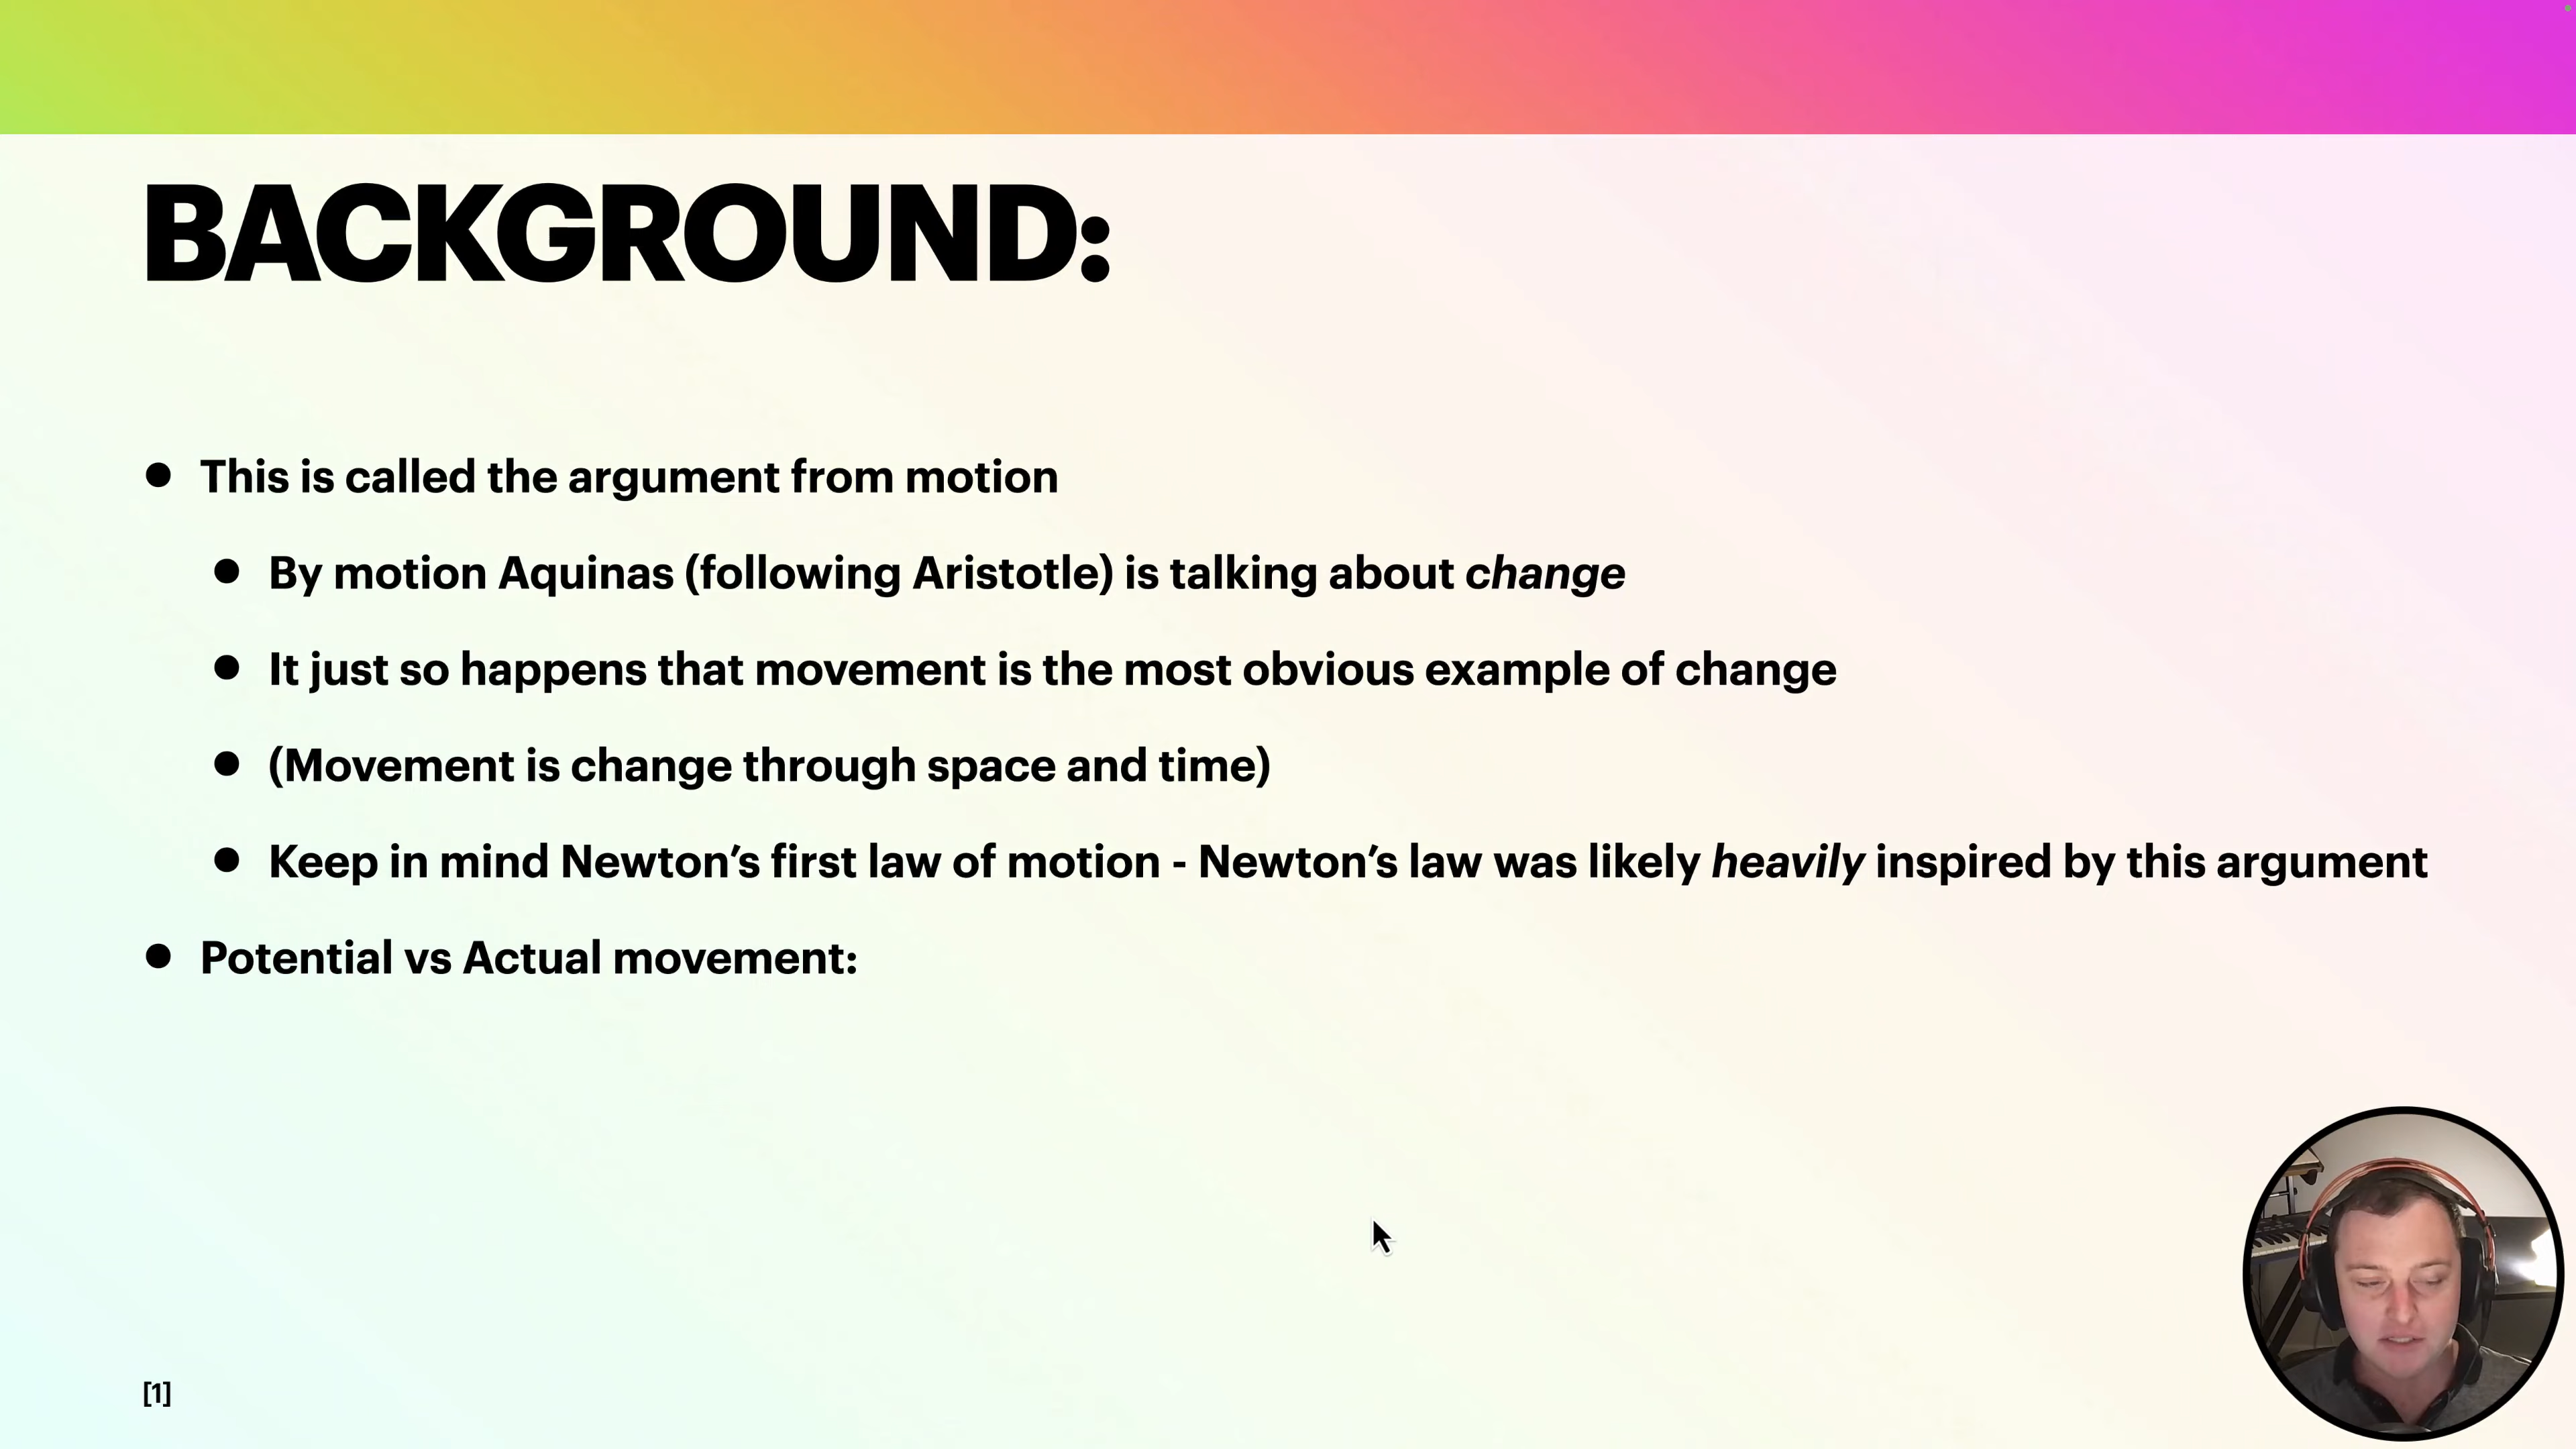 BACKGROUND:
● This is called the argument from motion
● By motion Aquinas (following Aristotle) is talking about change
● It just so happens that movement is the most obvious example of change
● (Movement is change through space and time)
● Keep in mind Newton’s first law of motion - Newton’s law was likely heavily inspired by this argument
● Potential vs Actual movement:
[1]